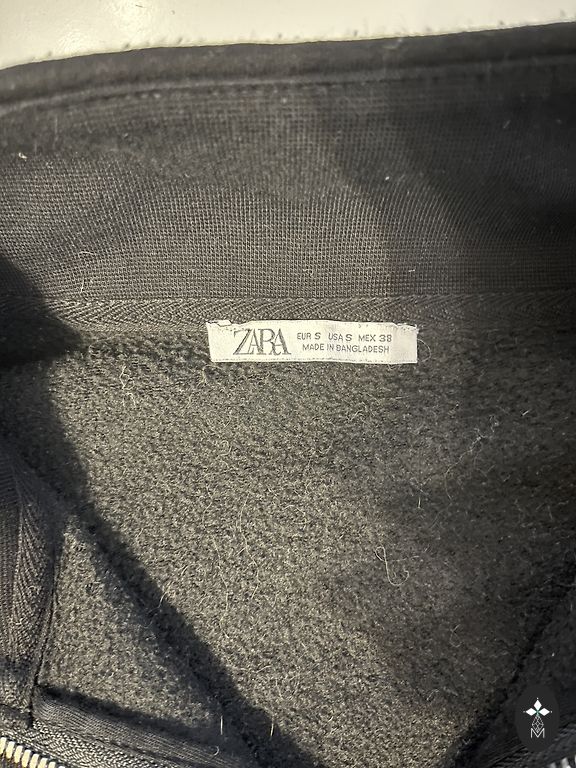 ZARA EUR S USA S MEX 38
MADE IN BANGLADESH
M